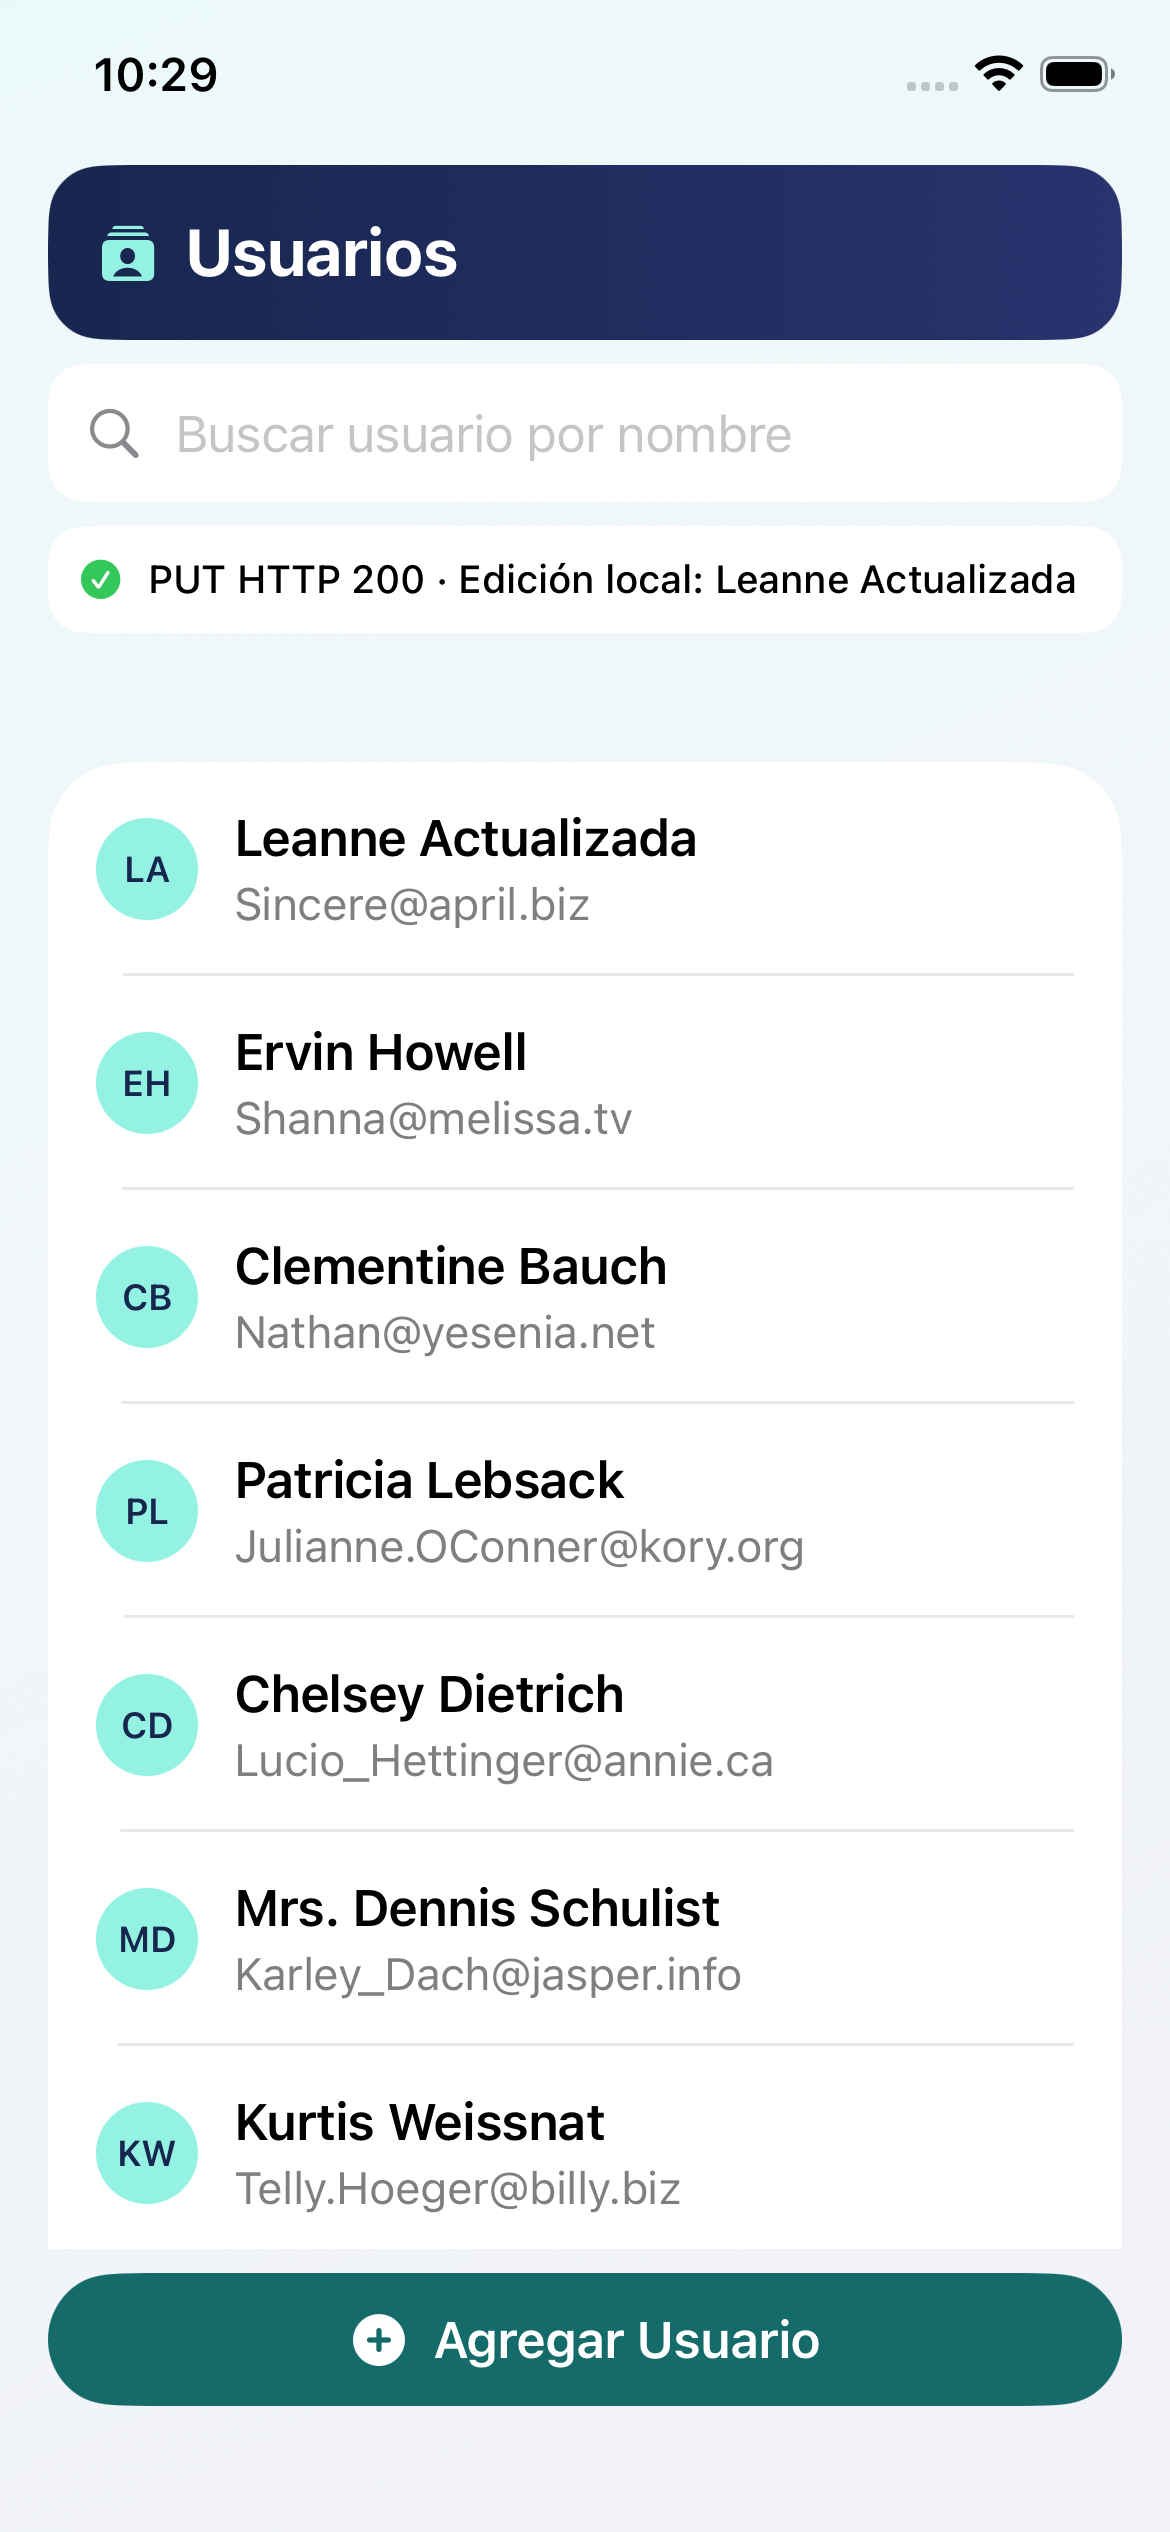 10:29
Usuarios
Buscar usuario por nombre
PUT HTTP 200 · Edición local: Leanne Actualizada
LA
Leanne Actualizada
Sincere@april.biz
EH
Ervin Howell
Shanna@melissa.tv
CB
Clementine Bauch
Nathan@yesenia.net
PL
Patricia Lebsack
Julianne.OConner@kory.org
CD
Chelsey Dietrich
Lucio_Hettinger@annie.ca
MD
Mrs. Dennis Schulist
Karley_Dach@jasper.info
KW
Kurtis Weissnat
Telly.Hoeger@billy.biz
Agregar Usuario